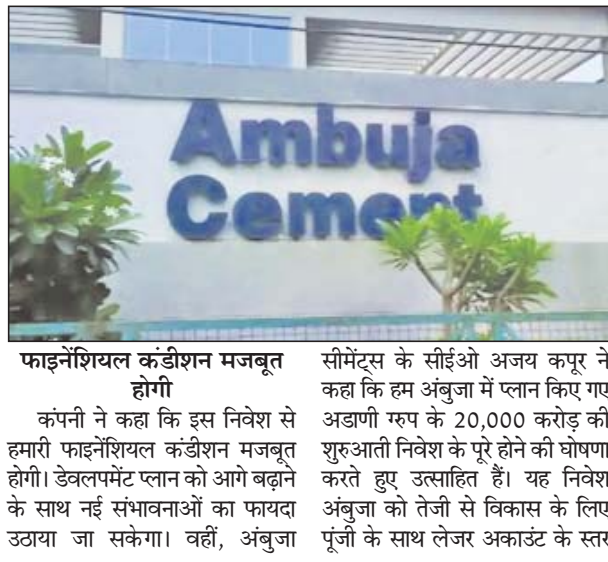 Ambuja
Cement
फाइनेंशियल कंडीशन मजबूत
होगी
कंपनी ने कहा कि इस निवेश से
हमारी फाइनेंशियल कंडीशन मजबूत
होगी। डेवलपमेंट प्लान को आगे बढ़ाने
के साथ नई संभावनाओं का फायदा
उठाया जा सकेगा। वहीं, अंबुजा
सीमेंट्स के सीईओ अजय कपूर ने
कहा कि हम अंबुजा में प्लान किए गए
अडाणी ग्रुप के 20,000 करोड़ की
शुरुआती निवेश के पूरे होने की घोषणा
करते हुए उत्साहित हैं। यह निवेश
अंबुजा को तेजी से विकास के लिए
पूंजी के साथ लेजर अकाउंट के स्तर